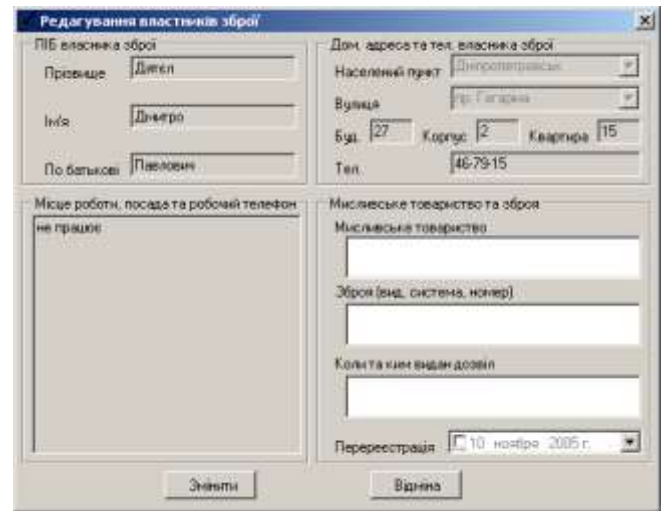 Редагування власників зброї
ПІБ власника зброї
Прізвище
Дятел
Ім'я
Дмитро
По батькові
Павлович
Дом. адреса та тел. власника зброї
Населений пункт
Дніпропетровськ
Вулиця
пр. Гагарина
Буд. 27 Корпус 2 Квартира 15
Тел. 46-79-15
Місце роботи, посада та робочий телефон
не працює
Мисливське товариство та зброя
Мисливське товариство
Зброя (вид, система, номер)
Коли та ким видан дозвіл
Перереєстрація 10 ноября 2005 г.
Змінити
Відміна